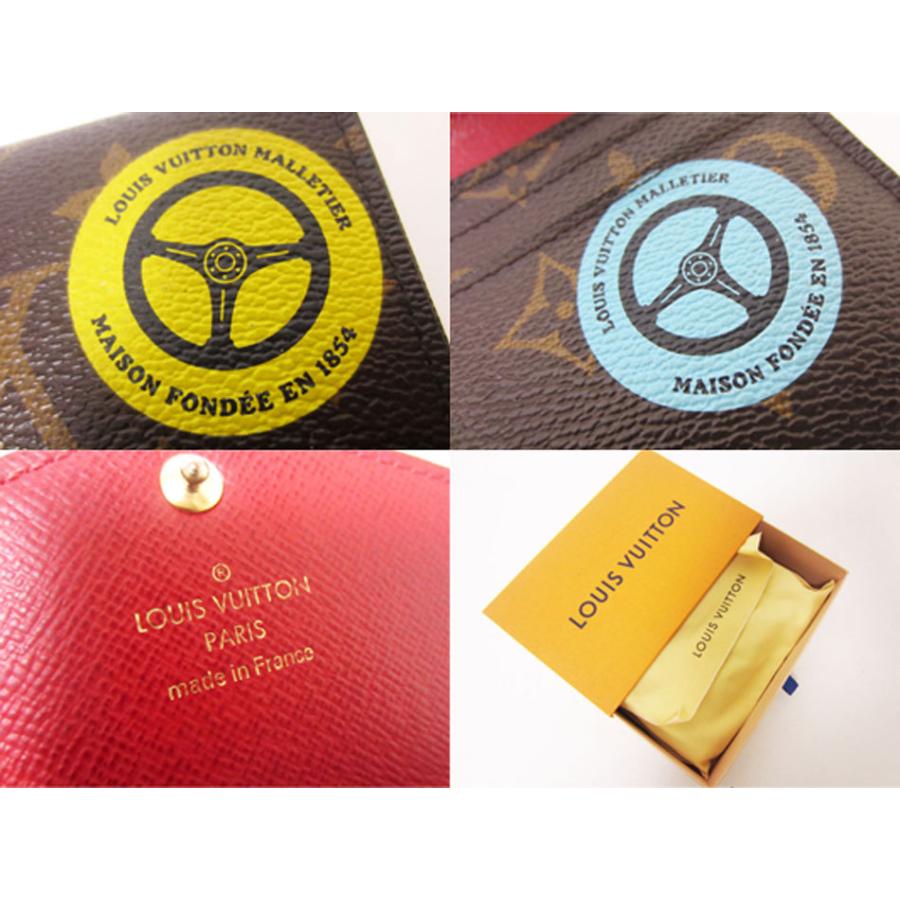 LOUIS VUITTON MALLETIER
MAISON FONDÉE EN 1854
LOUIS VUITTON MALLETIER
MAISON FONDÉE EN 1854
®
LOUIS VUITTON
PARIS
made in France
LOUIS VUITTON
LOUIS VUITTON